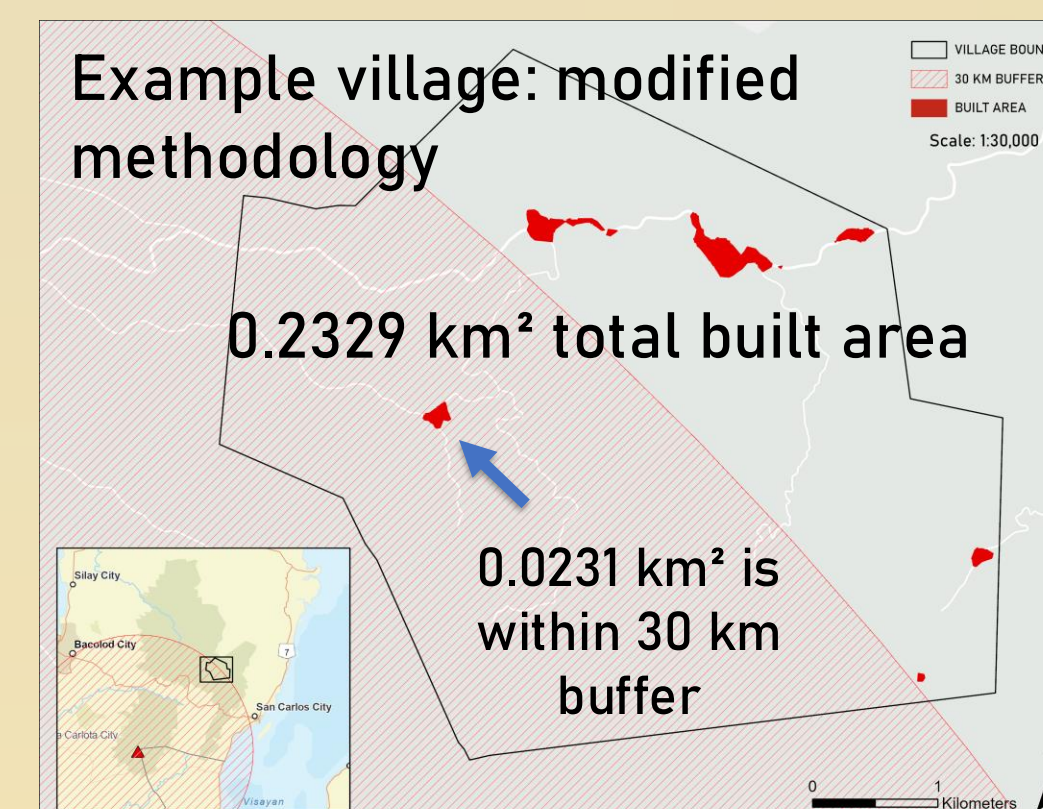 Example village: modified
methodology
VILLAGE BOUN
30 KM BUFFER
BUILT AREA
Scale: 1:30,000
0.2329 km² total built area
0.0231 km² is
within 30 km
buffer
Silay City
Bacolod City
7
San Carlos City
a Carlota City
Visayan
0 1
Kilometers